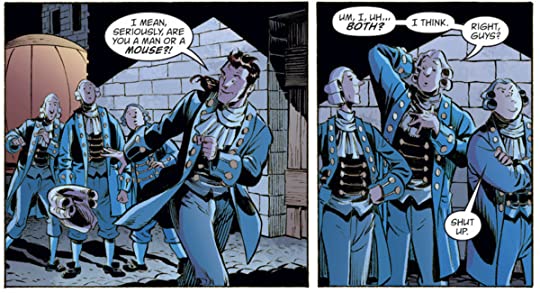 I MEAN,
SERIOUSLY, ARE
YOU A MAN OR A
MOUSE?!
UM, I, UH...
BOTH?
I THINK.
RIGHT,
GUYS?
SHUT
UP.